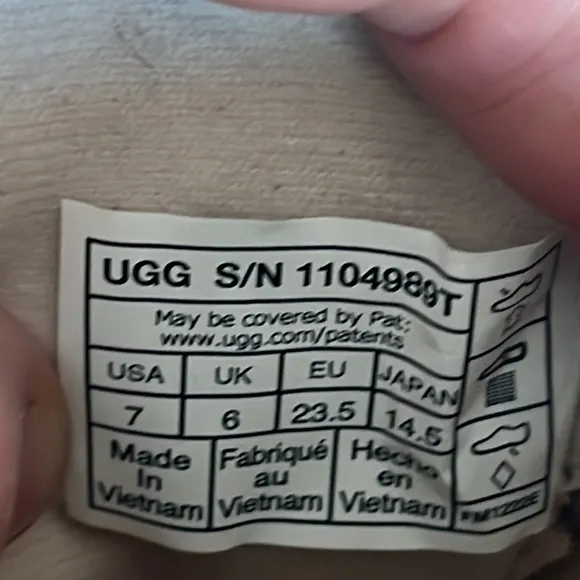 UGG S/N 1104989T
May be covered by Pat:
www.ugg.com/patents
USA UK EU JAPAN
7 6 23.5 14.5
Made In Vietnam
Fabriqué au Vietnam
Hecho en Vietnam